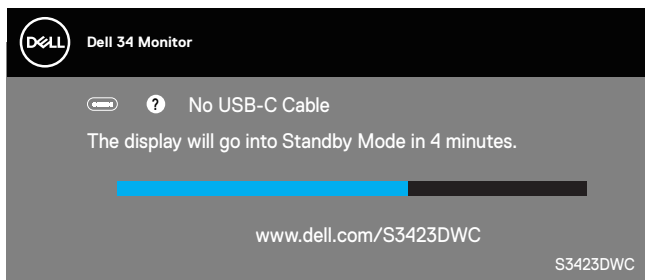 DELL
Dell 34 Monitor
? No USB-C Cable
The display will go into Standby Mode in 4 minutes.
www.dell.com/S3423DWC
S3423DWC